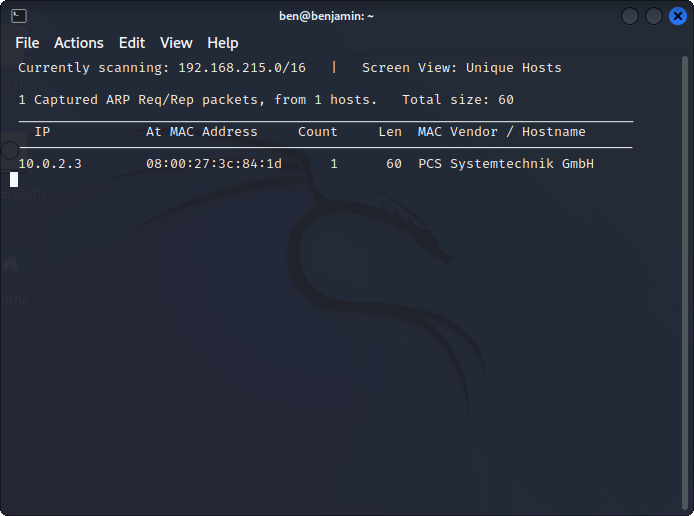 ben@benjamin: ~
File Actions Edit View Help
Currently scanning: 192.168.215.0/16 | Screen View: Unique Hosts
1 Captured ARP Req/Rep packets, from 1 hosts. Total size: 60
IP At MAC Address Count Len MAC Vendor / Hostname
10.0.2.3 08:00:27:3c:84:1d 1 60 PCS Systemtechnik GmbH
System